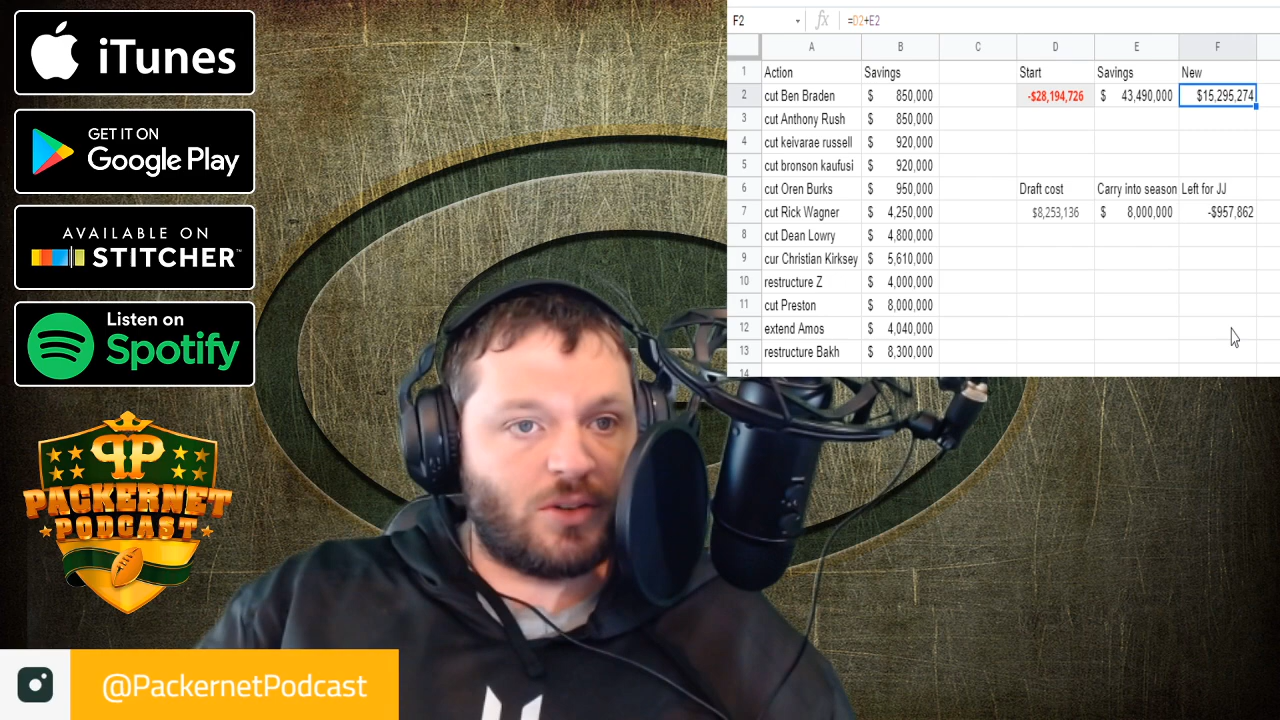 iTunes
GET IT ON
Google Play
AVAILABLE ON
STITCHER
Listen on
Spotify
PP
PACKERNET
PODCAST
@PackernetPodcast
F2 fx =D2+E2
A B C D E F
1 Action Savings Start Savings New
2 cut Ben Braden $ 850,000 -$28,194,726 $ 43,490,000 $15,295,274
3 cut Anthony Rush $ 850,000
4 cut keivarae russell $ 920,000
5 cut bronson kaufusi $ 920,000
6 cut Oren Burks $ 950,000 Draft cost Carry into season Left for JJ
7 cut Rick Wagner $ 4,250,000 $8,253,136 $ 8,000,000 -$957,862
8 cut Dean Lowry $ 4,800,000
9 cur Christian Kirksey $ 5,610,000
10 restructure Z $ 4,000,000
11 cut Preston $ 8,000,000
12 extend Amos $ 4,040,000
13 restructure Bakh $ 8,300,000
14